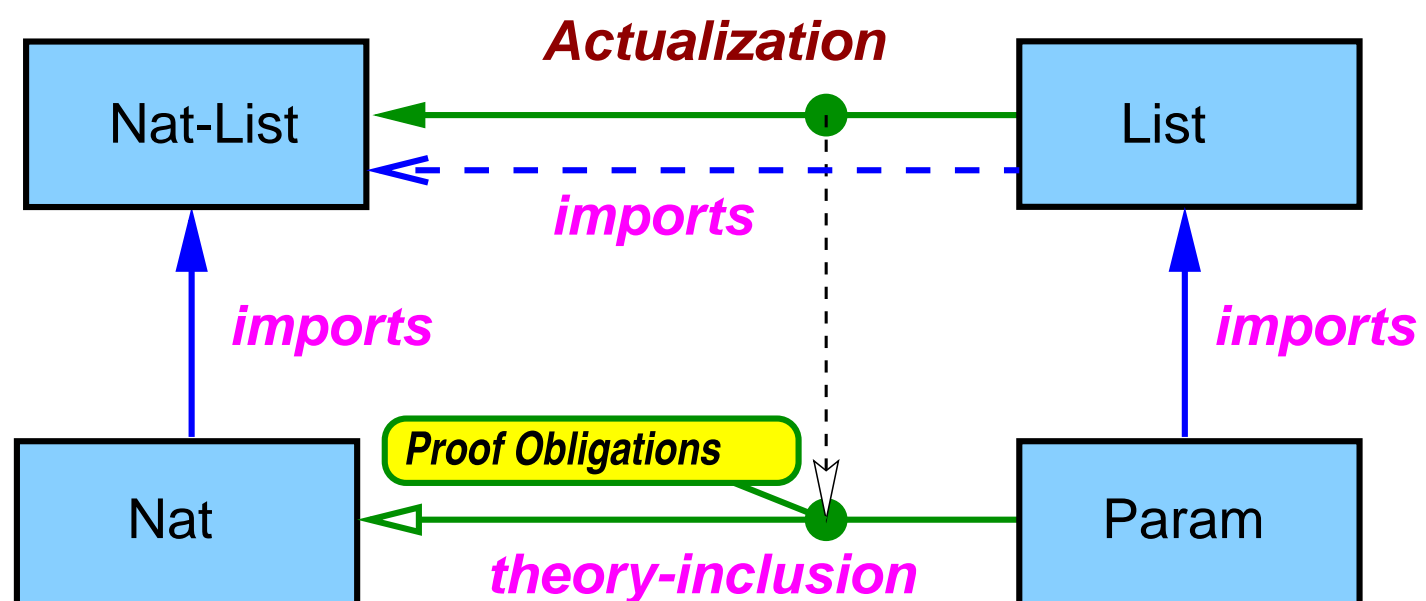 Actualization
Nat-List
List
imports
imports
imports
Proof Obligations
Nat
Param
theory-inclusion